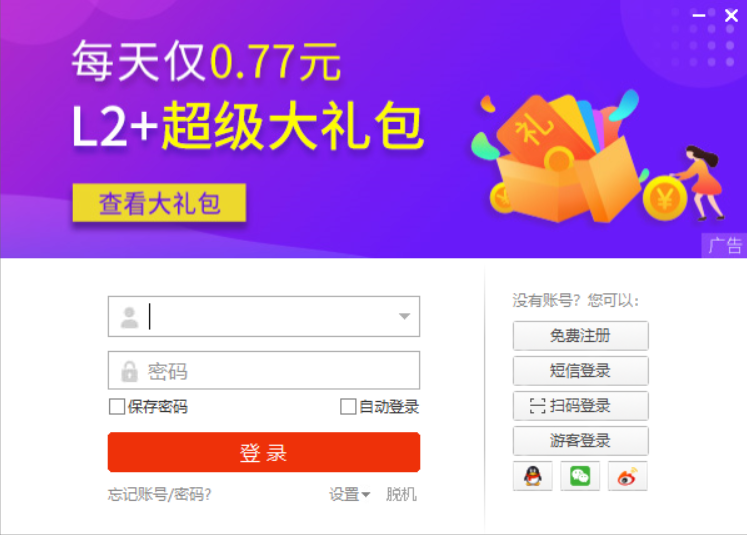 每天仅0.77元
L2+超级大礼包
查看大礼包
礼
¥
广告
密码
保存密码
自动登录
登 录
忘记账号/密码?
设置
脱机
没有账号? 您可以:
免费注册
短信登录
扫码登录
游客登录